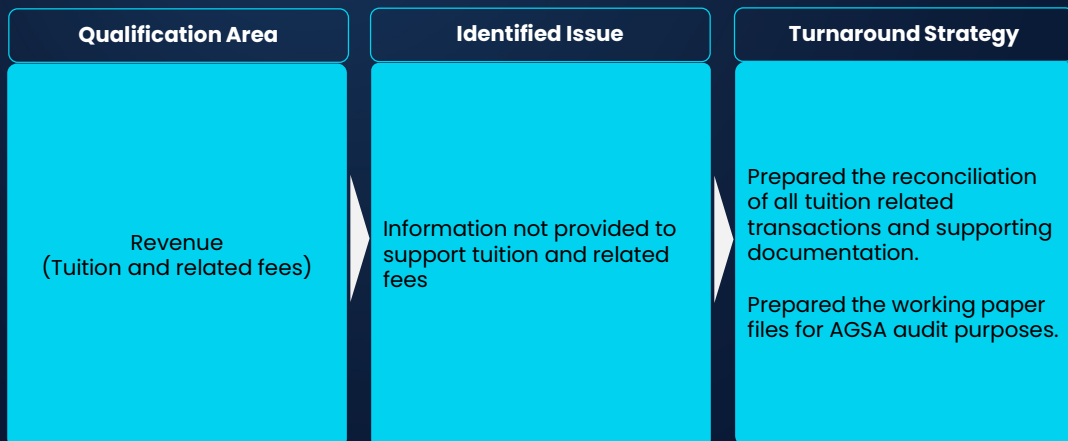 Qualification Area
Identified Issue
Turnaround Strategy
Revenue
(Tuition and related fees)
Information not provided to
support tuition and related
fees
Prepared the reconciliation
of all tuition related
transactions and supporting
documentation.
Prepared the working paper
files for AGSA audit purposes.